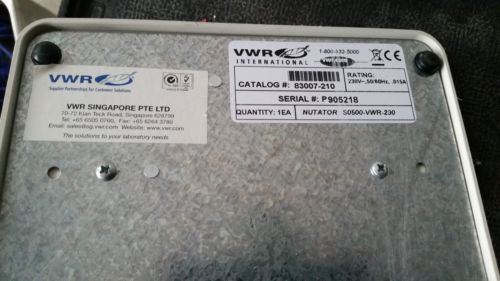 VWR
Supplier Partnerships for Customer Solutions
VWR SINGAPORE PTE LTD
70-72 Kian Teck Road, Singapore 628798
Tel: +65 6505 0760, Fax: +65 6264 3780
Email: sales@sg.vwr.com Website: www.vwr.com
The solutions to your laboratory needs
VWR
INTERNATIONAL
1-800-932-5000
CE
CATALOG #: 83007-210
RATING:
230V~,50/60Hz, .015A
SERIAL #: P905218
QUANTITY: 1EA NUTATOR S0500-VWR-230